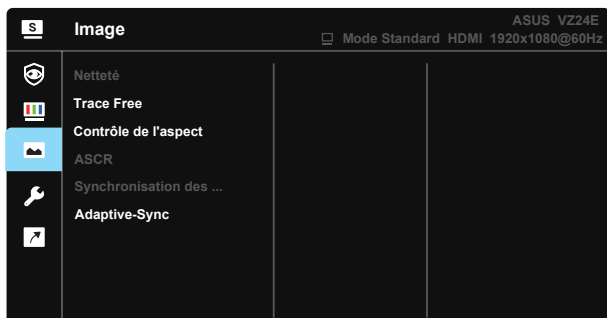 S
Image
ASUS VZ24E
Mode Standard HDMI 1920x1080@60Hz
Netteté
Trace Free
Contrôle de l'aspect
ASCR
Synchronisation des ...
Adaptive-Sync